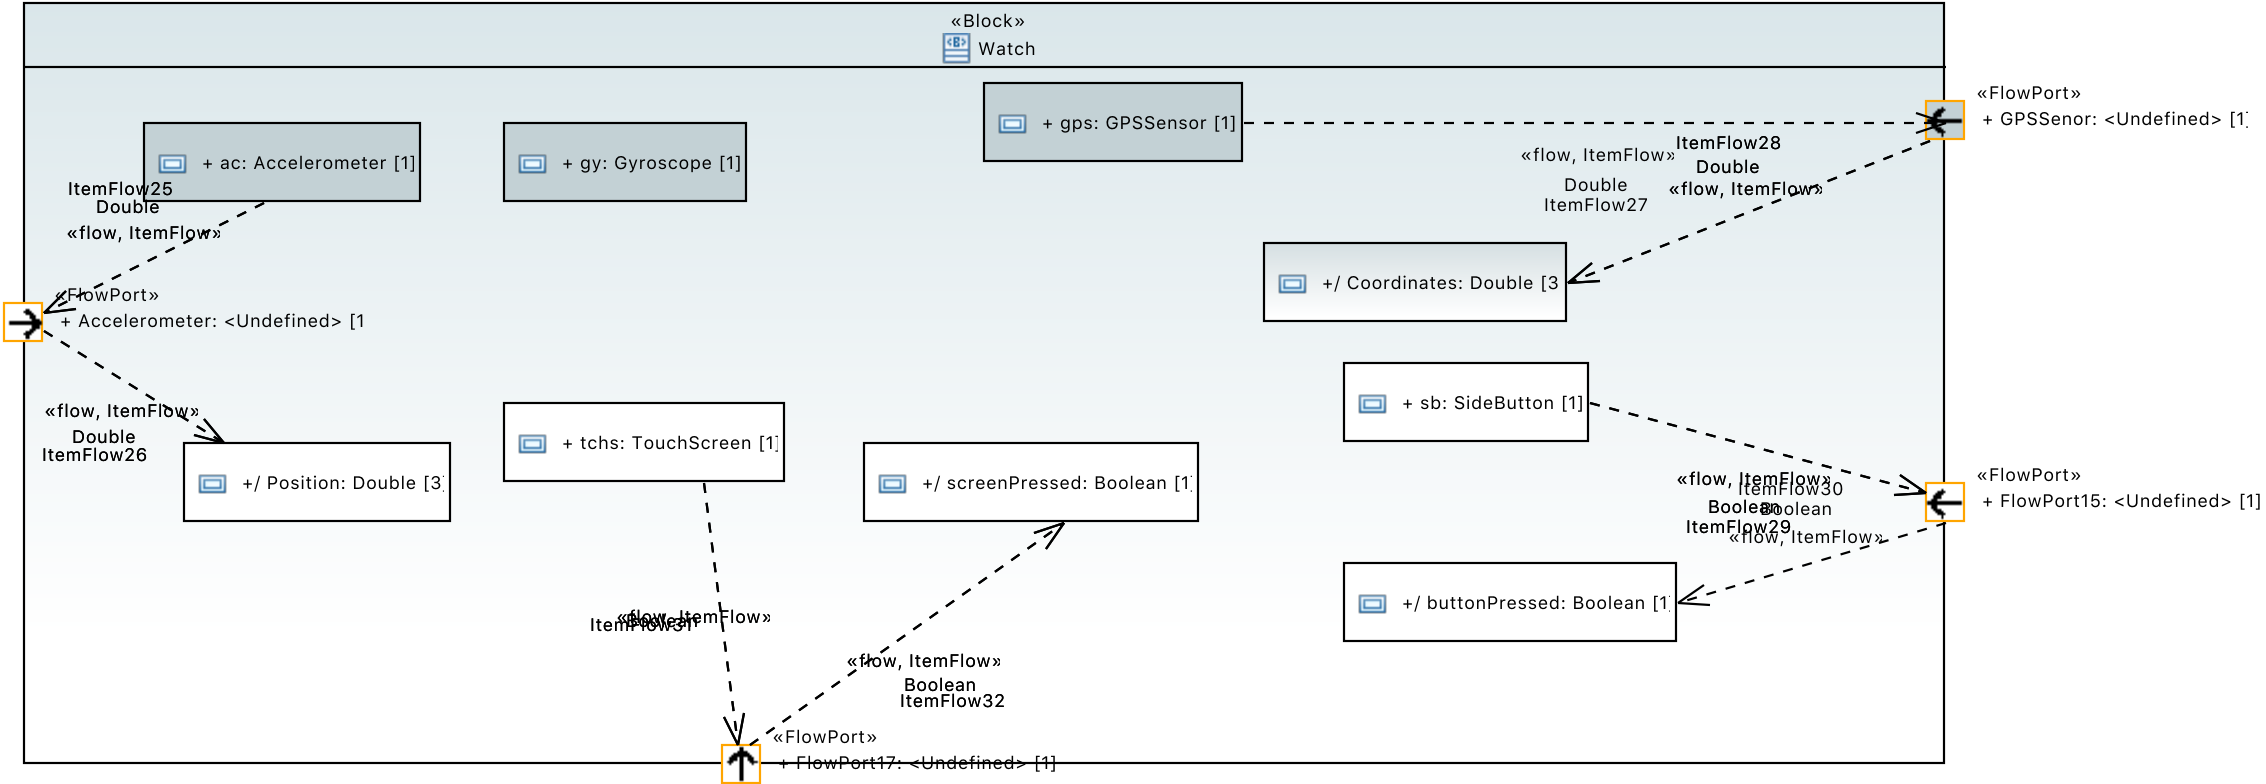 «Block»
Watch
+ gps: GPSSensor [1]
«FlowPort»
+ GPSSenor: <Undefined> [1]
+ ac: Accelerometer [1]
+ gy: Gyroscope [1]
ItemFlow28
Double
«flow, ItemFlow»
«flow, ItemFlow»
Double
ItemFlow27
ItemFlow25
Double
«flow, ItemFlow»
«FlowPort»
+ Accelerometer: <Undefined> [1
+/ Coordinates: Double [3
«flow, ItemFlow»
Double
ItemFlow26
+/ Position: Double [3]
+ tchs: TouchScreen [1]
+/ screenPressed: Boolean [1]
+ sb: SideButton [1]
«FlowPort»
+ FlowPort15: <Undefined> [1]
«flow, ItemFlow»
Boolean
ItemFlow29
ItemFlow30
Boolean
«flow, ItemFlow»
+/ buttonPressed: Boolean [1]
«flow, ItemFlow»
Boolean
ItemFlow31
«flow, ItemFlow»
Boolean
ItemFlow32
«FlowPort»
+ FlowPort17: <Undefined> [1]